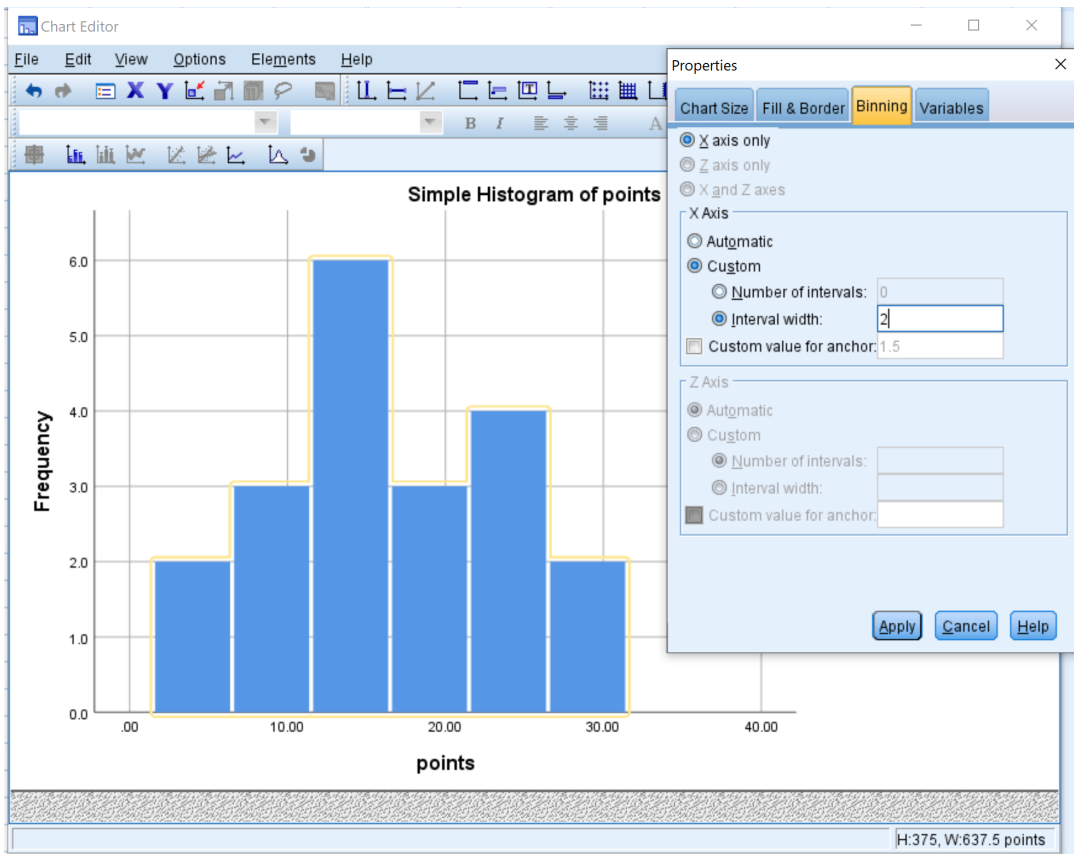 Chart Editor
File Edit View Options Elements Help
B I A
Simple Histogram of points
Frequency
6.0
5.0
4.0
3.0
2.0
1.0
0.0
.00 10.00 20.00 30.00 40.00
points
H:375, W:637.5 points
Properties
Chart Size Fill & Border Binning Variables
X axis only
Z axis only
X and Z axes
X Axis
Automatic
Custom
Number of intervals: 0
Interval width: 2
Custom value for anchor: 1.5
Z Axis
Automatic
Custom
Number of intervals:
Interval width:
Custom value for anchor:
Apply Cancel Help